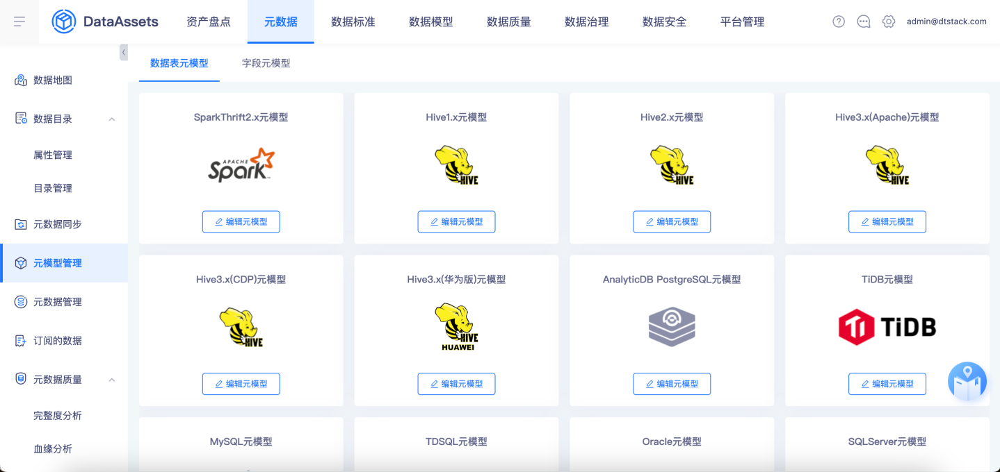 DataAssets
资产盘点
元数据
数据标准
数据模型
数据质量
数据治理
数据安全
平台管理
admin@dtstack.com
数据地图
数据目录
属性管理
目录管理
元数据同步
元模型管理
元数据管理
订阅的数据
元数据质量
完整度分析
血缘分析
数据表元模型
字段元模型
SparkThrift2.x元模型
APACHE
Spark
编辑元模型
Hive1.x元模型
HIVE
编辑元模型
Hive2.x元模型
HIVE
编辑元模型
Hive3.x(Apache)元模型
HIVE
编辑元模型
Hive3.x(CDP)元模型
HIVE
编辑元模型
Hive3.x(华为版)元模型
HIVE
HUAWEI
编辑元模型
AnalyticDB PostgreSQL元模型
编辑元模型
TiDB元模型
TiDB
编辑元模型
MySQL元模型
TDSQL元模型
Oracle元模型
SQLServer元模型